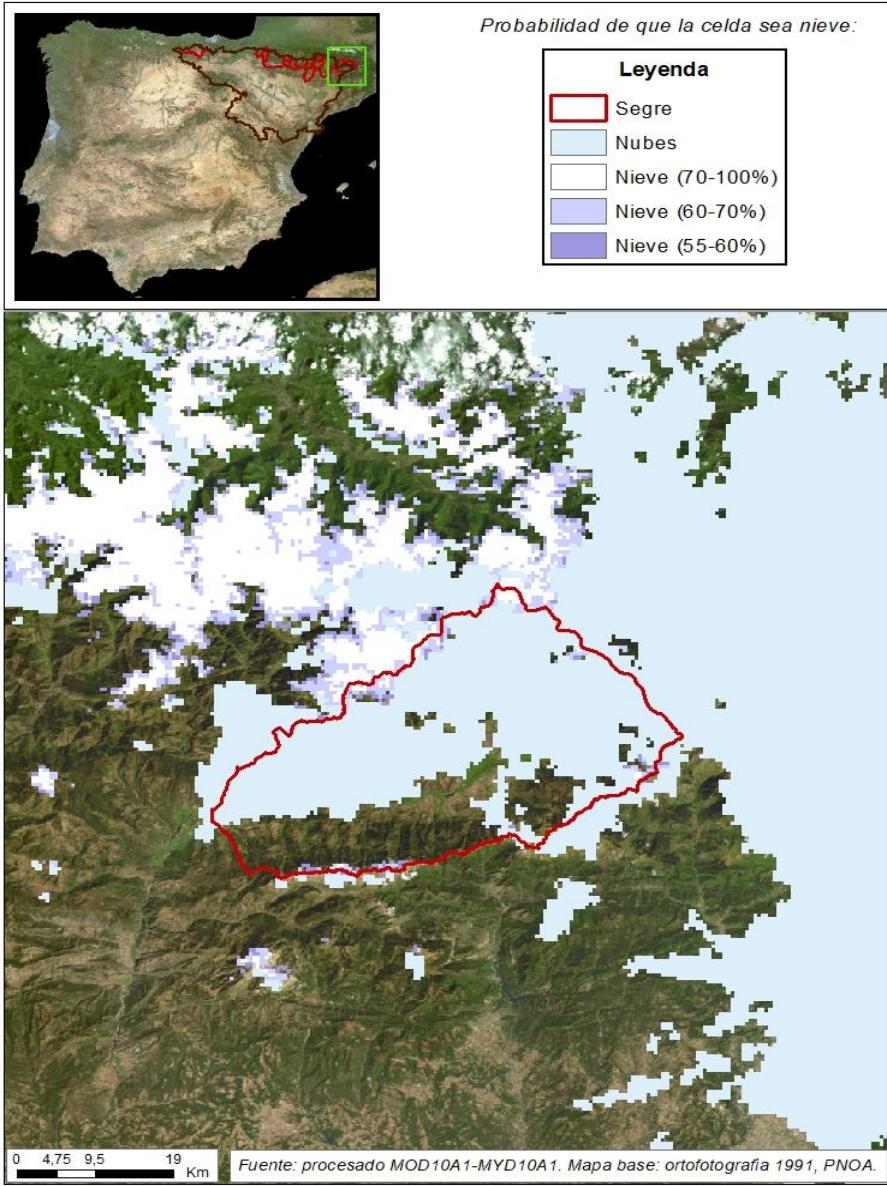 Probabilidad de que la celda sea nieve:
Leyenda
Segre
Nubes
Nieve (70-100%)
Nieve (60-70%)
Nieve (55-60%)
0 4,75 9,5 19
Km
Fuente: procesado MOD10A1-MYD10A1. Mapa base: ortofotografía 1991, PNOA.